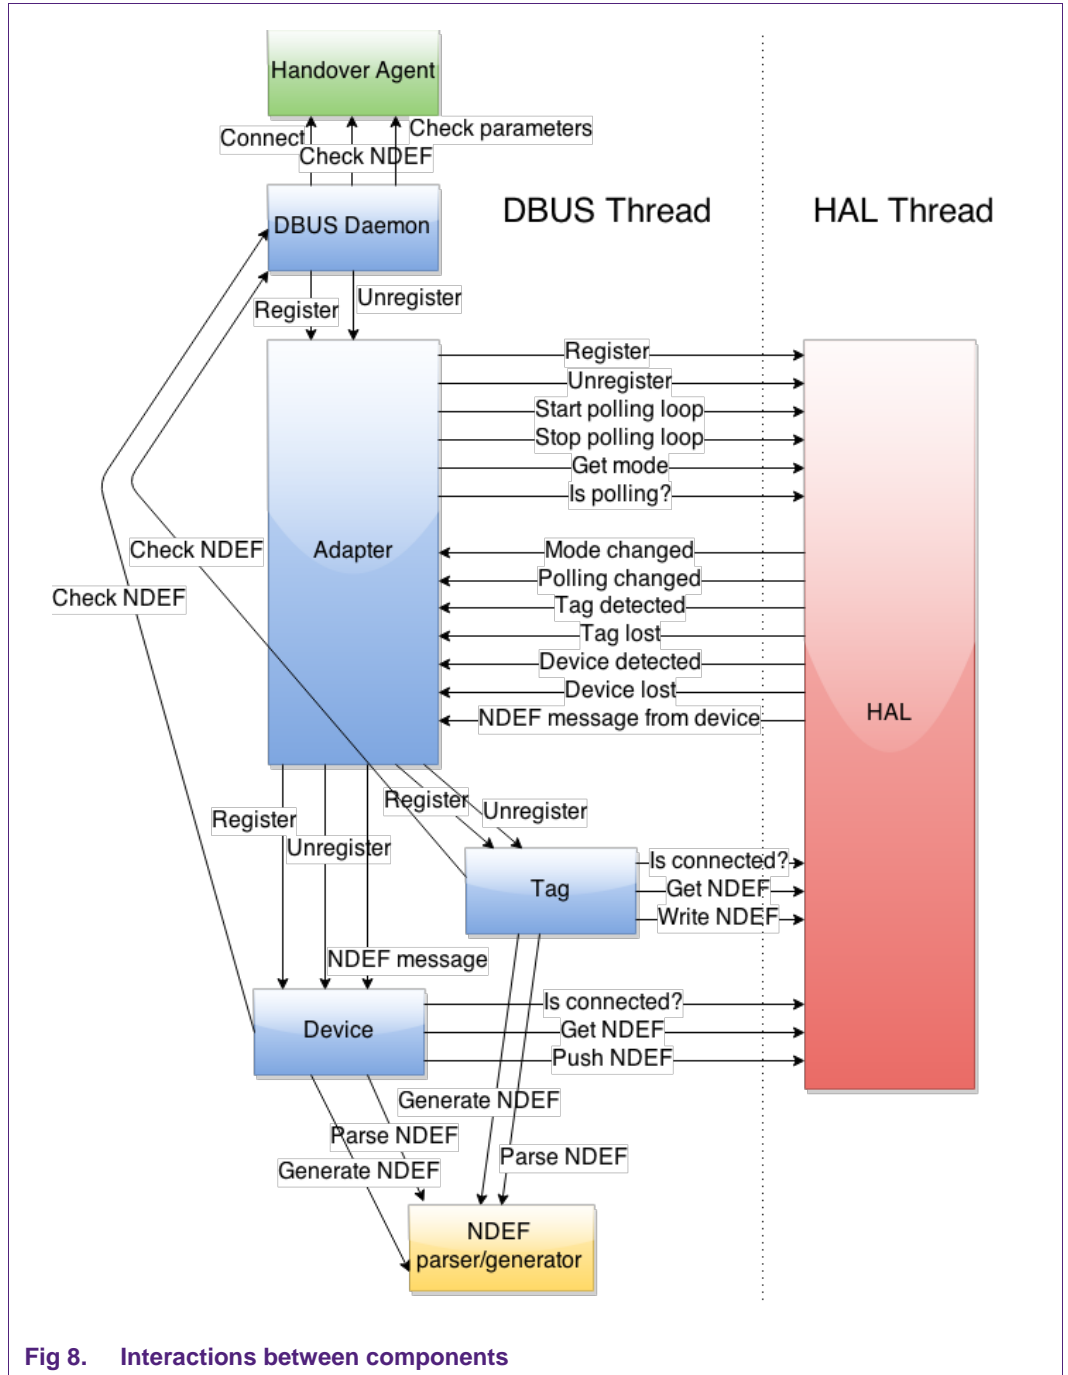 Handover Agent
Connect
Check parameters
Check NDEF
DBUS Daemon
DBUS Thread
HAL Thread
Register
Unregister
Register
Unregister
Start polling loop
Stop polling loop
Get mode
Is polling?
Check NDEF
Adapter
Mode changed
Polling changed
Check NDEF
Tag detected
Tag lost
Device detected
Device lost
NDEF message from device
HAL
Register
Unregister
Register
Unregister
Is connected?
Tag
Get NDEF
Write NDEF
NDEF message
Is connected?
Device
Get NDEF
Push NDEF
Generate NDEF
Parse NDEF
Parse NDEF
Generate NDEF
NDEF
parser/generator
Fig 8. Interactions between components